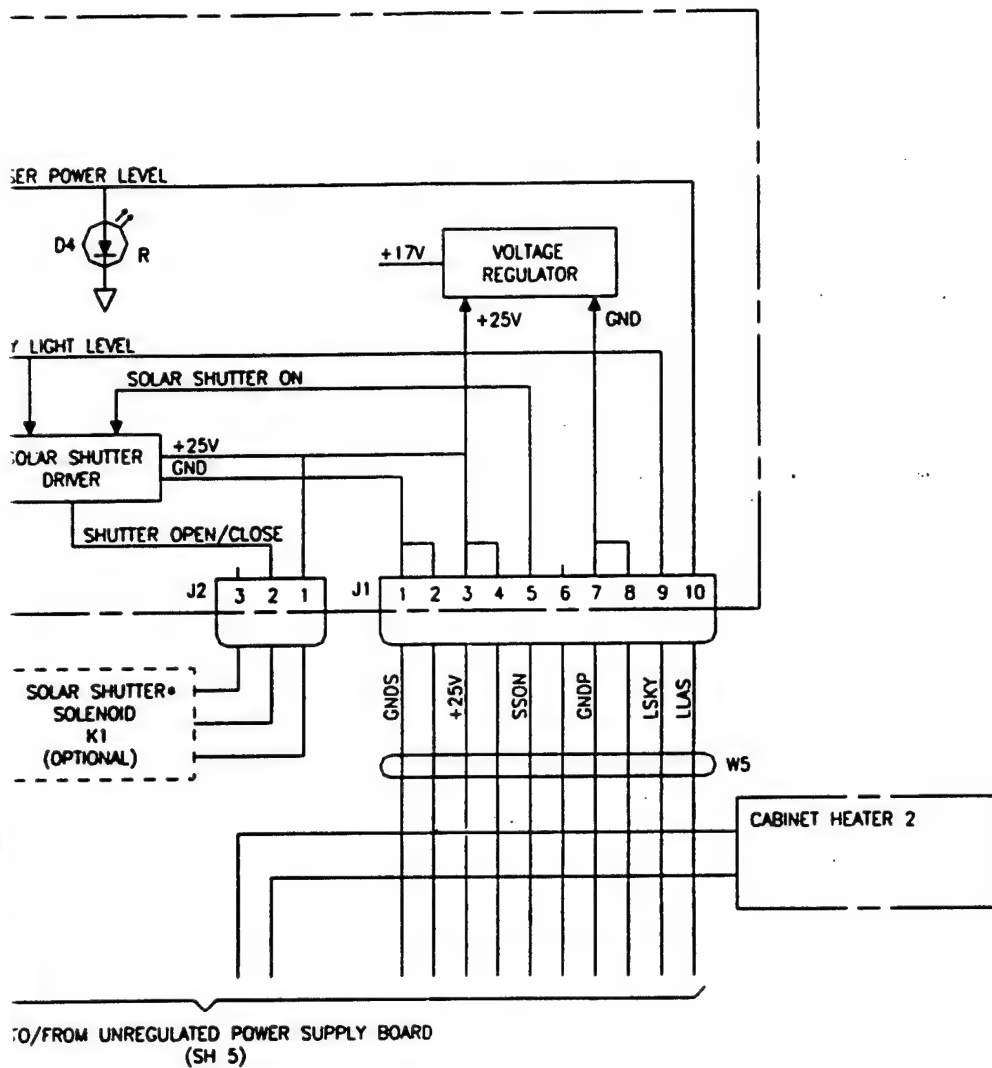 SER POWER LEVEL
D4
R
+17V
VOLTAGE
REGULATOR
+25V
GND
Y LIGHT LEVEL
SOLAR SHUTTER ON
SOLAR SHUTTER
DRIVER
+25V
GND
SHUTTER OPEN/CLOSE
J2
3 2 1
J1
1 2 3 4 5 6 7 8 9 10
SOLAR SHUTTER*
SOLENOID
K1
(OPTIONAL)
GNDS
+25V
SSON
GNDP
LSKY
LLAS
W5
CABINET HEATER 2
TO/FROM UNREGULATED POWER SUPPLY BOARD
(SH 5)